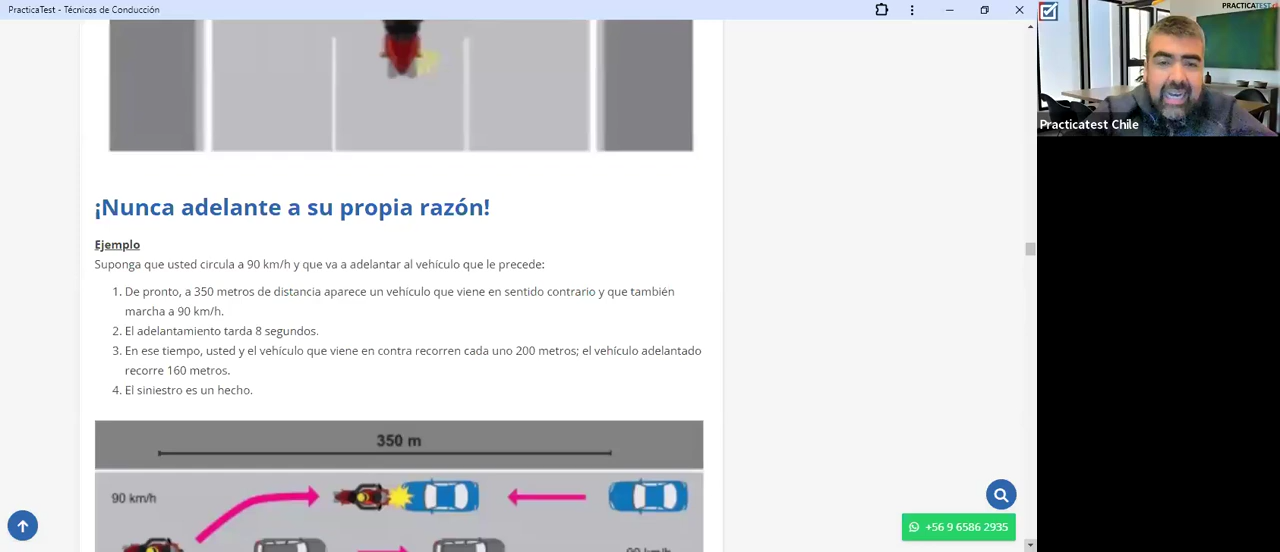 PracticaTest - Técnicas de Conducción
PRACTICATEST
Practicatest Chile
¡Nunca adelante a su propia razón!
Ejemplo
Suponga que usted circula a 90 km/h y que va a adelantar al vehículo que le precede:
1. De pronto, a 350 metros de distancia aparece un vehículo que viene en sentido contrario y que también
marcha a 90 km/h.
2. El adelantamiento tarda 8 segundos.
3. En ese tiempo, usted y el vehículo que viene en contra recorren cada uno 200 metros; el vehículo adelantado
recorre 160 metros.
4. El siniestro es un hecho.
350 m
90 km/h
+56 9 6586 2935